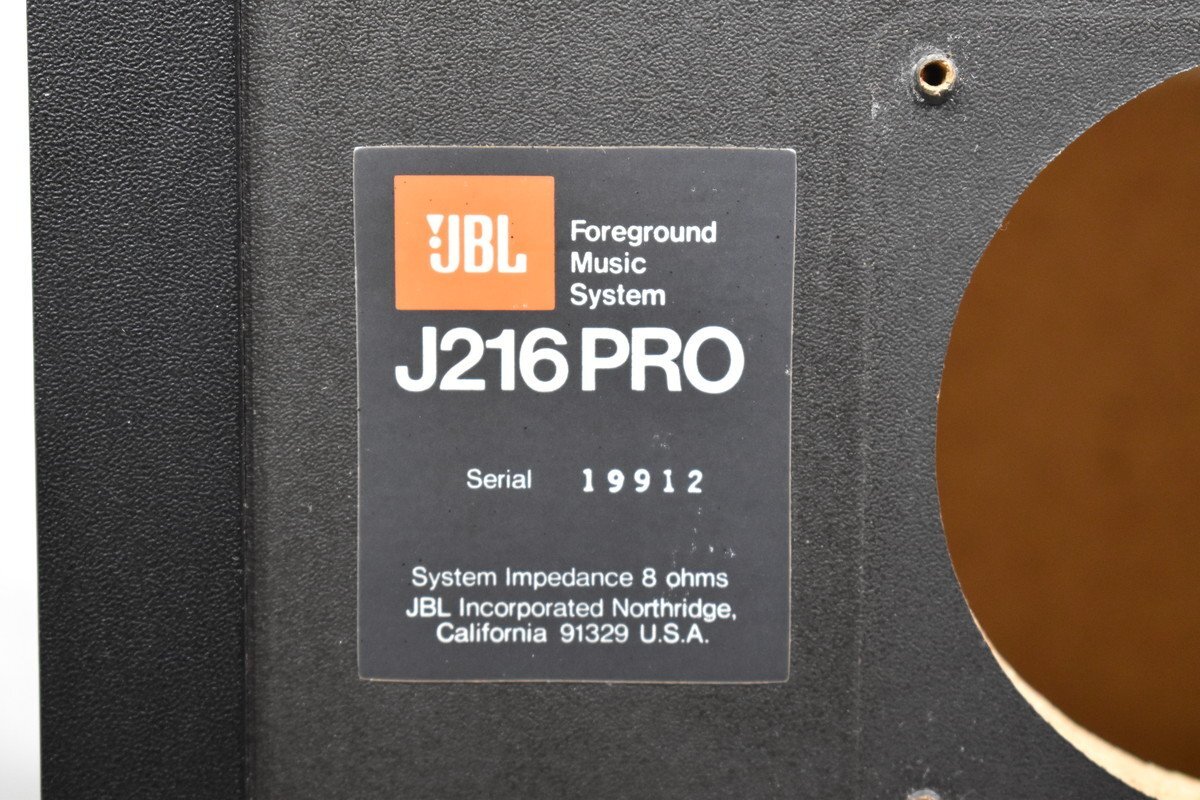 JBL
Foreground
Music
System
J216 PRO
Serial 19912
System Impedance 8 ohms
JBL Incorporated Northridge,
California 91329 U.S.A.